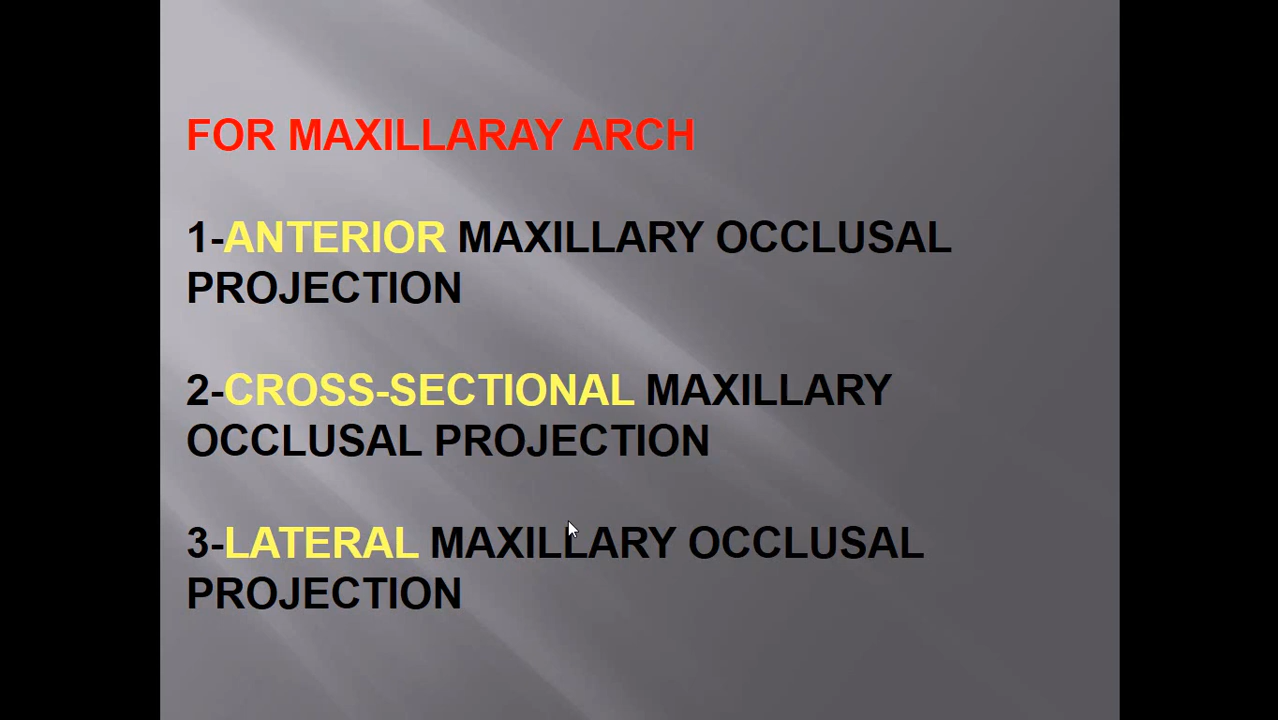 FOR MAXILLARAY ARCH
1-ANTERIOR MAXILLARY OCCLUSAL
PROJECTION
2-CROSS-SECTIONAL MAXILLARY
OCCLUSAL PROJECTION
3-LATERAL MAXILLARY OCCLUSAL
PROJECTION